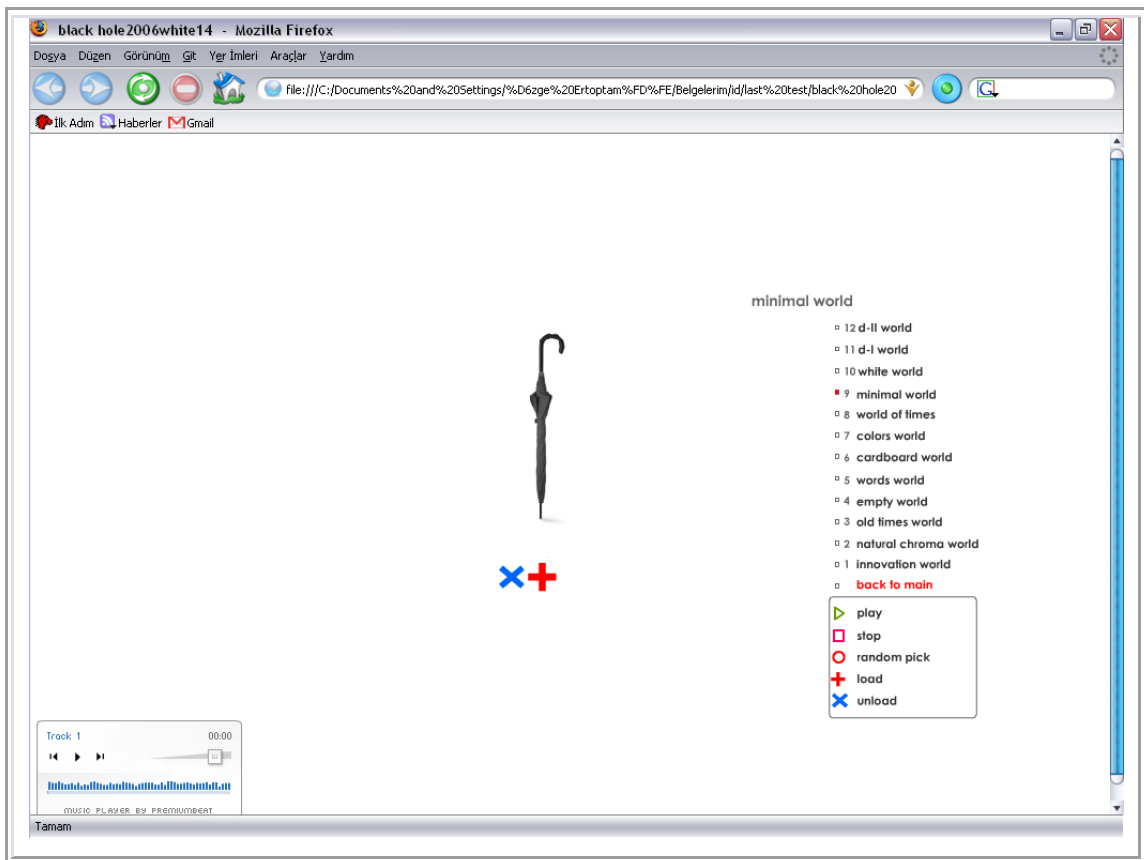 black hole2006white14 - Mozilla Firefox
Dosya Düzen Görünüm Git Yer İmleri Araçlar Yardım
file:///C:/Documents%20and%20Settings/%D6zge%20Ertoptam%FD%FE/Belgelerim/id/last%20test/black%20hole20
G
İlk Adım Haberler Gmail
minimal world
12 d-II world
11 d-I world
10 white world
9 minimal world
8 world of times
7 colors world
6 cardboard world
5 words world
4 empty world
3 old times world
2 natural chroma world
1 innovation world
back to main
play
stop
random pick
load
unload
Track 1 00:00
MUSIC PLAYER BY PREMIUMBEAT
Tamam